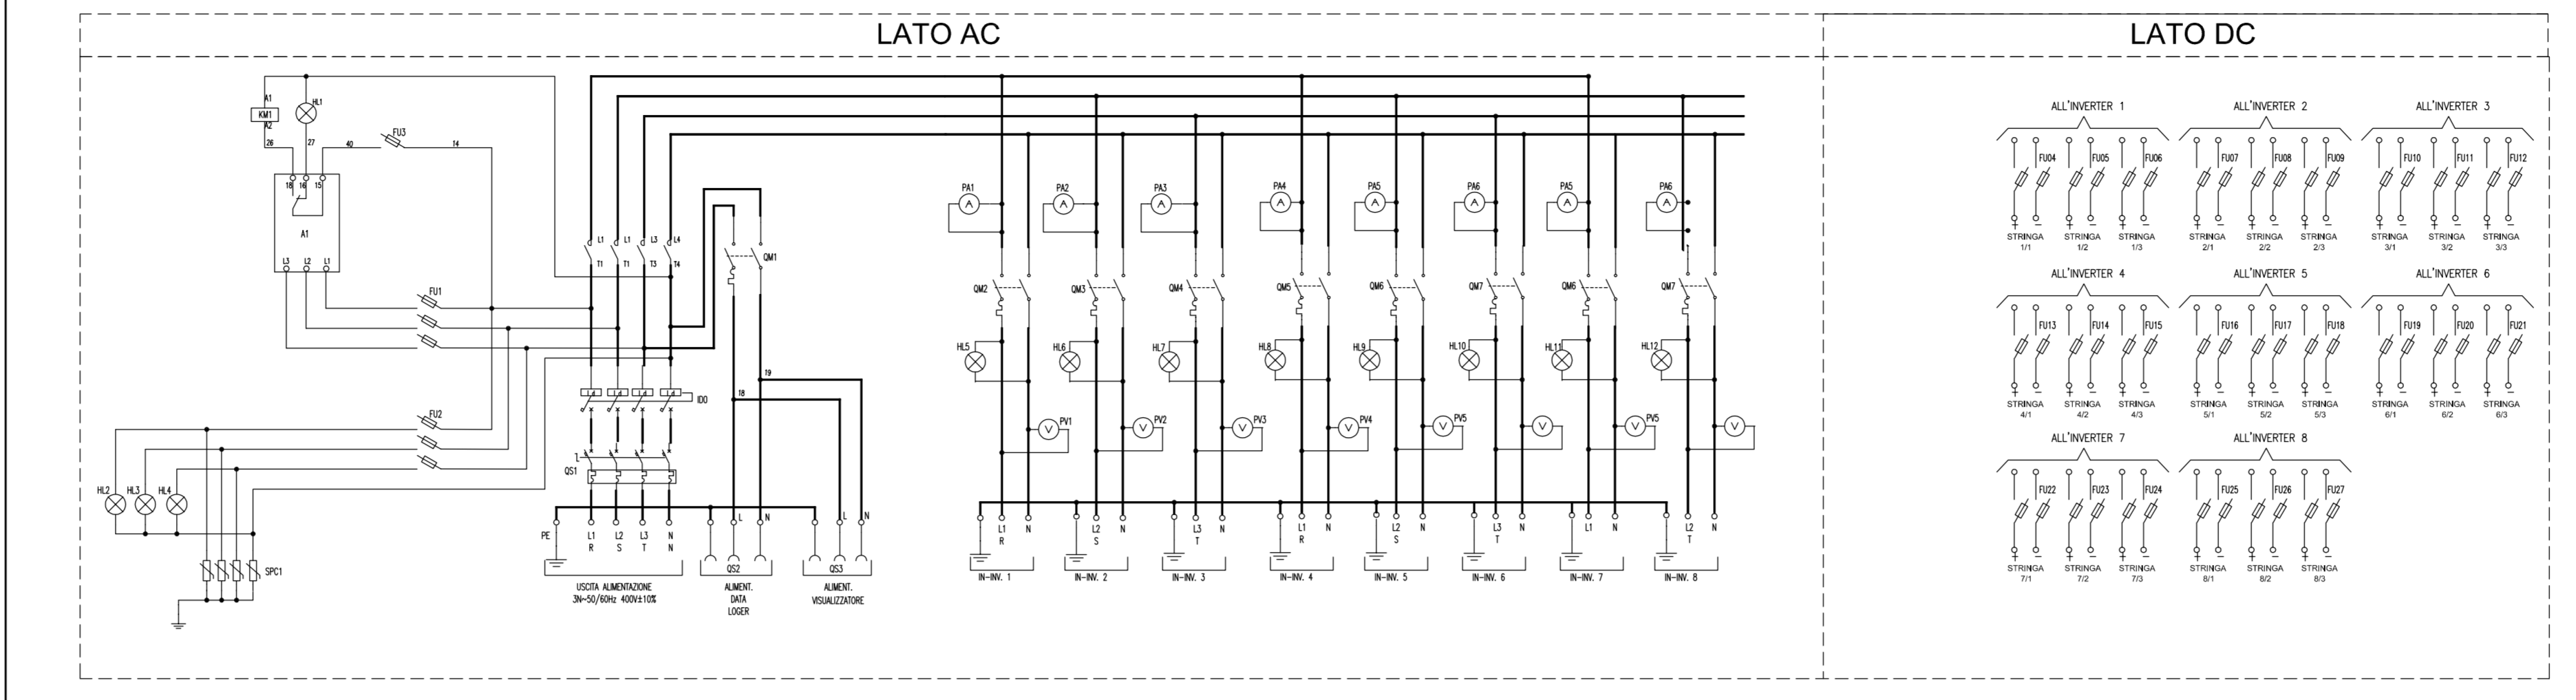 LATO AC
LATO DC
A1
KM1
A2
HL1
26
27
40
FU3
14
18 16 15
A1
L3 L2 L1
FU1
FU2
HL2 HL3 HL4
SPC1
L1 L1 L3 L4
T1 T1 T3 T4
QM1
19
18
ID0
QS1
PE
L1 L2 L3 N
R S T N
USCITA ALIMENTAZIONE
3N~50/60Hz 400V±10%
L N
QS2
ALIMENT.
DATA
LOGER
L N
QS3
ALIMENT.
VISUALIZZATORE
PA1 PA2 PA3 PA4 PA5 PA6 PA5 PA6
A A A A A A A A
QM2 QM3 QM4 QM5 QM6 QM7 QM6 QM7
HL5 HL6 HL7 HL8 HL9 HL10 HL11 HL12
V PV1 V PV2 V PV3 V PV4 V PV5 V V PV5 V
L1 N L2 N L3 N L1 N L2 N L3 N L1 N L2 N
R S T R S T T
IN-INV. 1 IN-INV. 2 IN-INV. 3 IN-INV. 4 IN-INV. 5 IN-INV. 6 IN-INV. 7 IN-INV. 8
ALL'INVERTER 1 ALL'INVERTER 2 ALL'INVERTER 3
FU04 FU05 FU06 FU07 FU08 FU09 FU10 FU11 FU12
+ − + − + − + − + − + − + − + − + −
STRINGA STRINGA STRINGA STRINGA STRINGA STRINGA STRINGA STRINGA STRINGA
1/1 1/2 1/3 2/1 2/2 2/3 3/1 3/2 3/3
ALL'INVERTER 4 ALL'INVERTER 5 ALL'INVERTER 6
FU13 FU14 FU15 FU16 FU17 FU18 FU19 FU20 FU21
+ − + − + − + − + − + − + − + − + −
STRINGA STRINGA STRINGA STRINGA STRINGA STRINGA STRINGA STRINGA STRINGA
4/1 4/2 4/3 5/1 5/2 5/3 6/1 6/2 6/3
ALL'INVERTER 7 ALL'INVERTER 8
FU22 FU23 FU24 FU25 FU26 FU27
+ − + − + − + − + − + −
STRINGA STRINGA STRINGA STRINGA STRINGA STRINGA
7/1 7/2 7/3 8/1 8/2 8/3